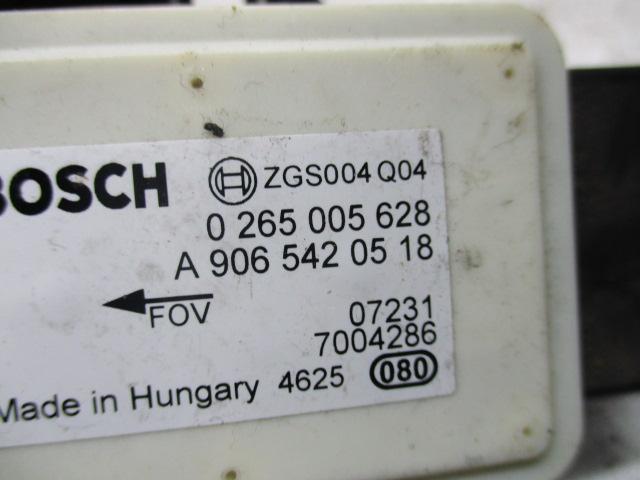 BOSCH ZGS004 Q04
0 265 005 628
A 906 542 05 18
FOV 07231
7004286
Made in Hungary 4625 080